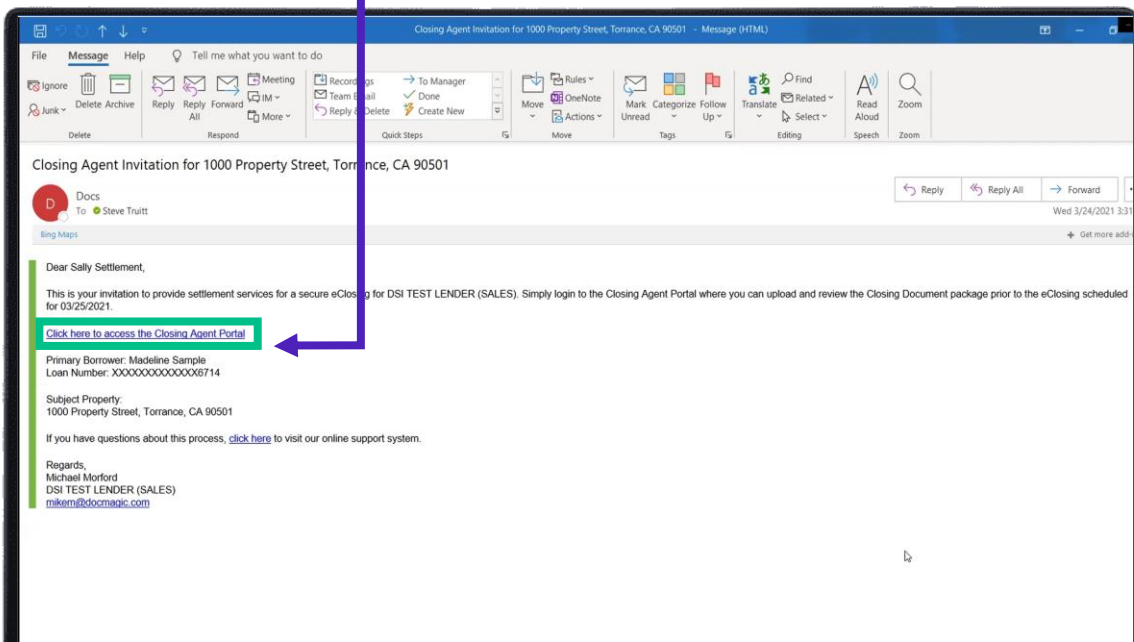 Closing Agent Invitation for 1000 Property Street, Torrance, CA 90501 - Message (HTML)
File Message Help Tell me what you want to do
Ignore
Junk
Delete Archive
Reply Reply All Forward
Meeting
IM
More
To Manager
Team Email
Done
Reply & Delete
Create New
Move
Rules
OneNote
Actions
Mark Unread
Categorize
Follow Up
Translate
Find
Related
Select
Read Aloud
Zoom
Delete Respond Quick Steps Move Tags Editing Speech Zoom
Closing Agent Invitation for 1000 Property Street, Torrance, CA 90501
D
Docs
To Steve Truitt
Reply Reply All Forward
Wed 3/24/2021 3:31
Bing Maps
Get more add-
Dear Sally Settlement,
This is your invitation to provide settlement services for a secure eClosing for DSI TEST LENDER (SALES). Simply login to the Closing Agent Portal where you can upload and review the Closing Document package prior to the eClosing scheduled
for 03/25/2021.
Click here to access the Closing Agent Portal
Primary Borrower: Madeline Sample
Loan Number: XXXXXXXXXXXXX6714
Subject Property:
1000 Property Street, Torrance, CA 90501
If you have questions about this process, click here to visit our online support system.
Regards,
Michael Morford
DSI TEST LENDER (SALES)
mikem@docmagic.com